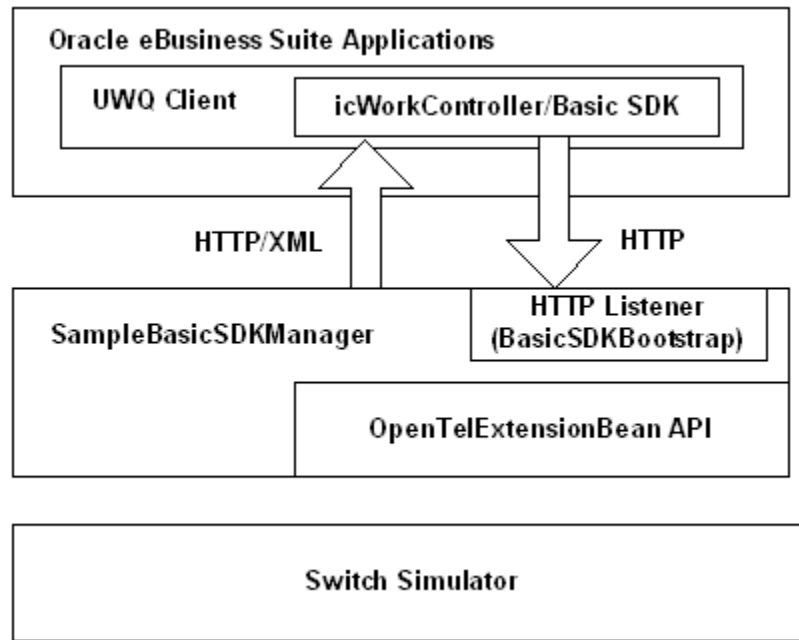 Oracle eBusiness Suite Applications
UWQ Client
icWorkController/Basic SDK
HTTP/XML
HTTP
SampleBasicSDKManager
HTTP Listener
(BasicSDKBootstrap)
OpenTelExtensionBean API
Switch Simulator